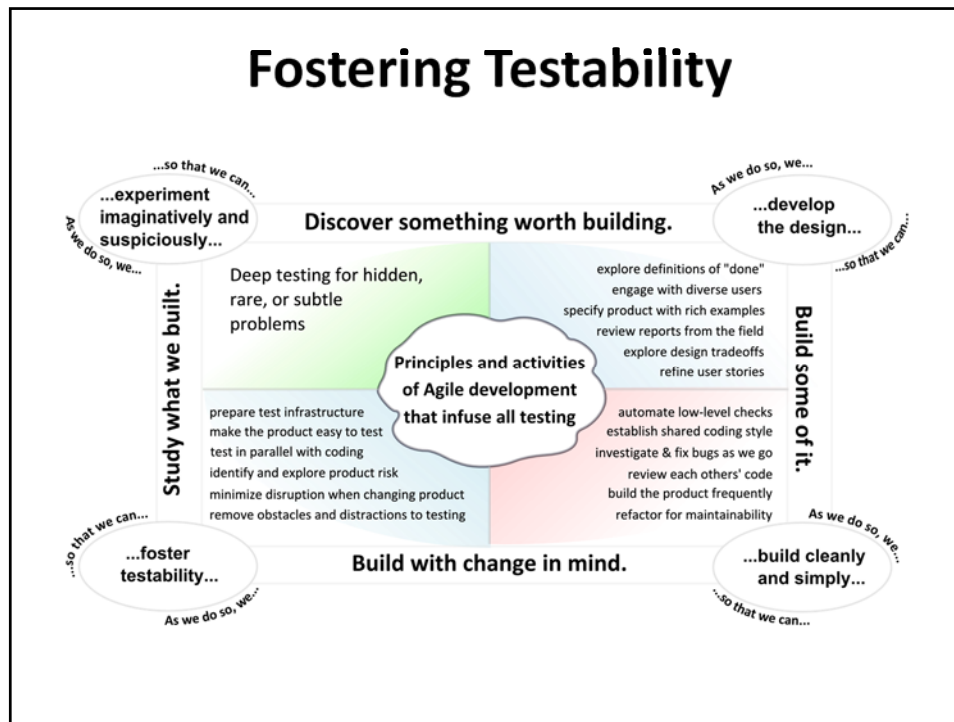 Fostering Testability
...so that we can...
...experiment
imaginatively and
suspiciously...
As we do so, we...
Discover something worth building.
As we do so, we...
...develop
the design...
...so that we can...
Study what we built.
Deep testing for hidden,
rare, or subtle
problems
explore definitions of "done"
engage with diverse users
specify product with rich examples
review reports from the field
explore design tradeoffs
refine user stories
Build some of it.
Principles and activities
of Agile development
that infuse all testing
prepare test infrastructure
make the product easy to test
test in parallel with coding
identify and explore product risk
minimize disruption when changing product
remove obstacles and distractions to testing
automate low-level checks
establish shared coding style
investigate & fix bugs as we go
review each others' code
build the product frequently
refactor for maintainability
...so that we can...
...foster
testability...
As we do so, we...
Build with change in mind.
As we do so, we...
...build cleanly
and simply...
...so that we can...